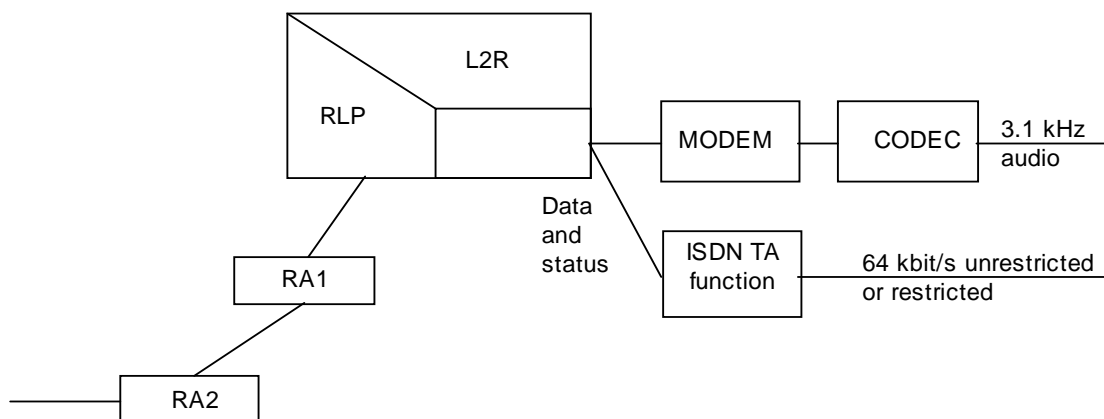 L2R
RLP
MODEM
CODEC
3.1 kHz
audio
Data
and
status
ISDN TA
function
64 kbit/s unrestricted
or restricted
RA1
RA2